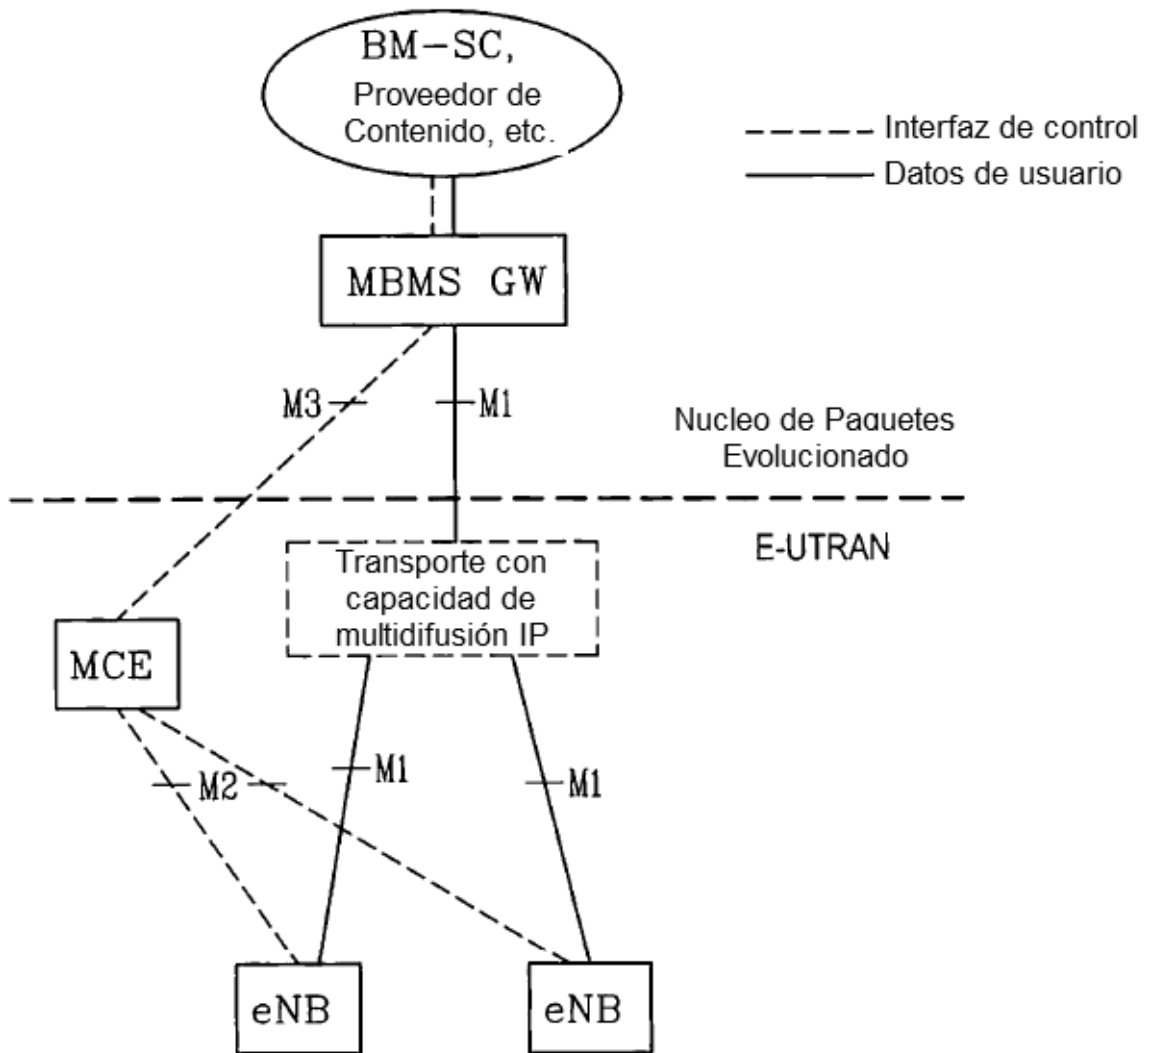 BM-SC,
Proveedor de
Contenido, etc.
Interfaz de control
Datos de usuario
MBMS GW
M3
M1
Nucleo de Paquetes
Evolucionado
E-UTRAN
Transporte con
capacidad de
multidifusión IP
MCE
M2
M1
M1
eNB
eNB